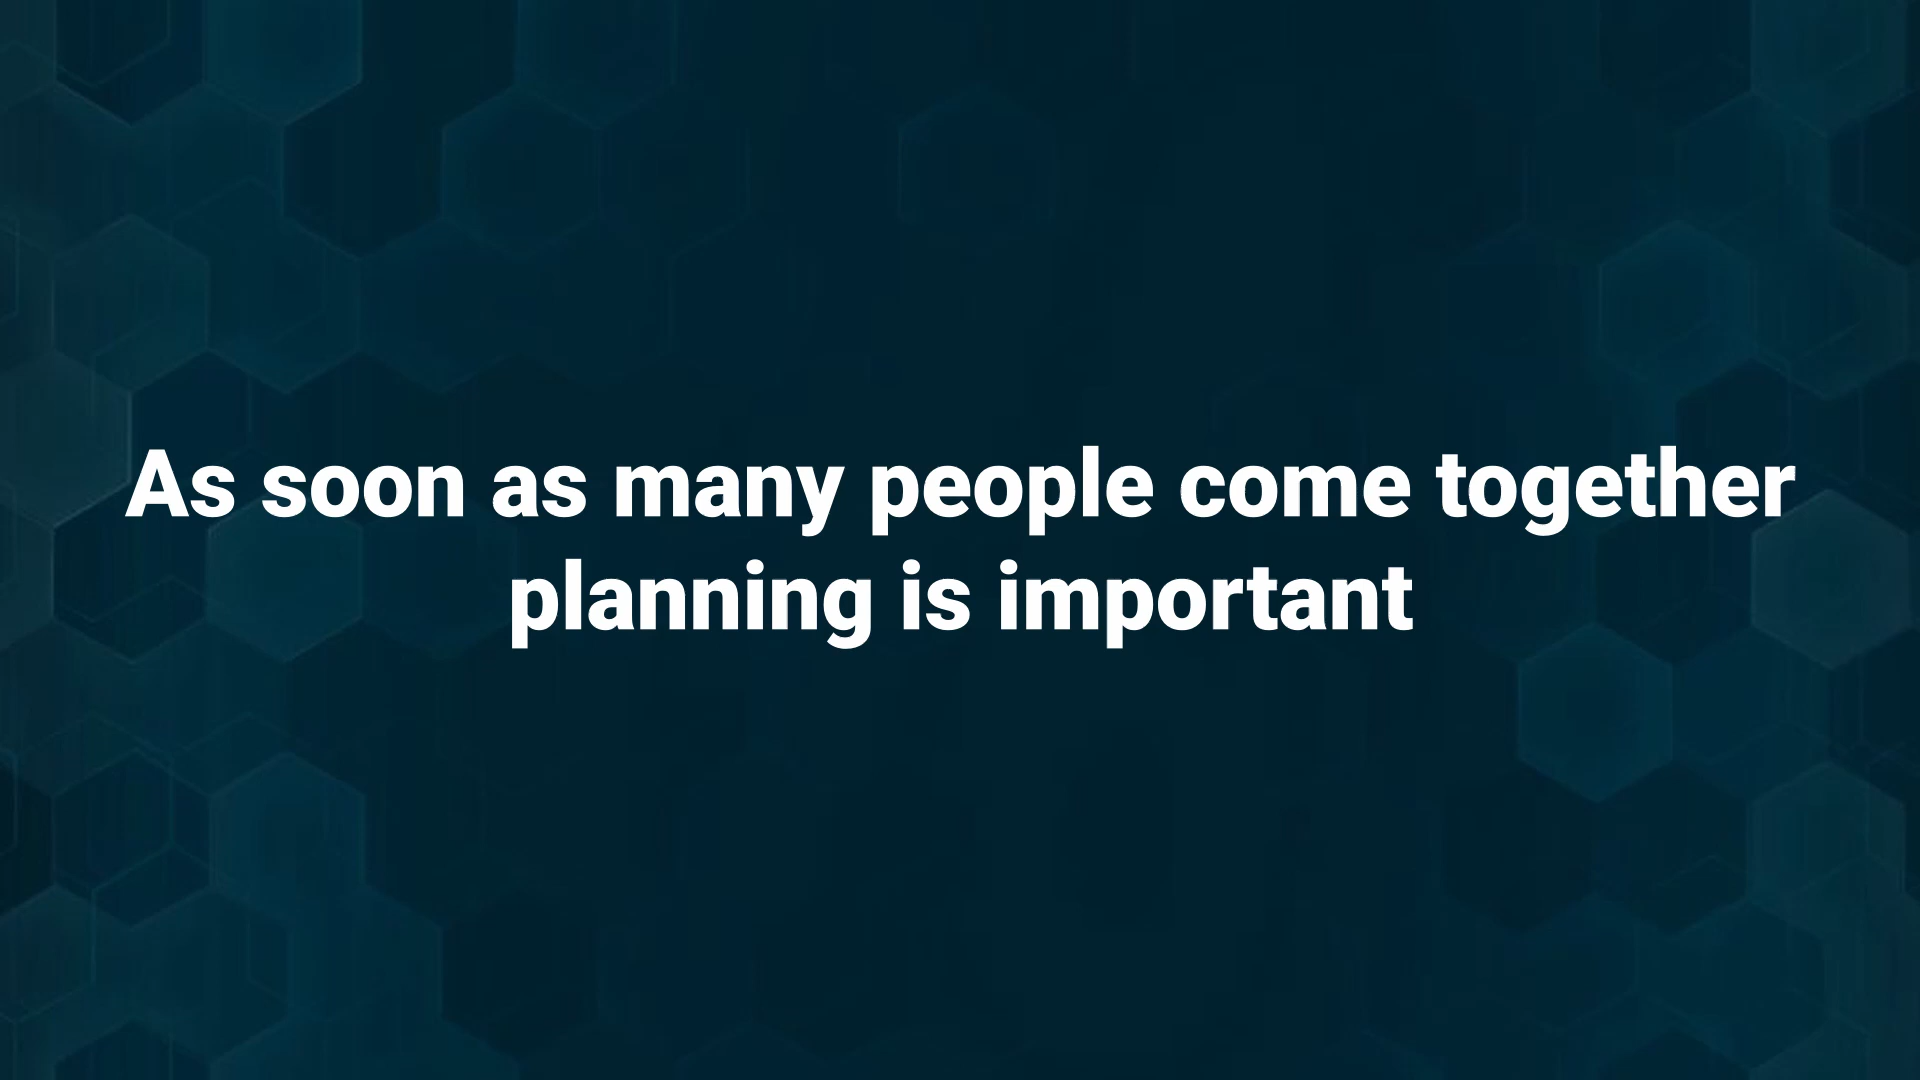 As soon as many people come together
planning is important